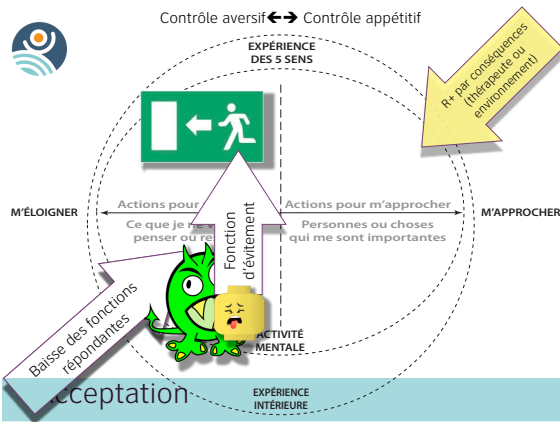 Contrôle aversif ←→ Contrôle appétitif
EXPÉRIENCE
DES 5 SENS
R+ par conséquences
(thérapeute ou
environnement)
Actions pour
Actions pour m'approcher
M'ÉLOIGNER
M'APPROCHER
Ce que je ne
penser ou
Personnes ou choses
qui me sont importantes
Fonction
d'évitement
Baisse des fonctions
répondantes
ACTIVITÉ
MENTALE
EXPÉRIENCE
INTÉRIEURE